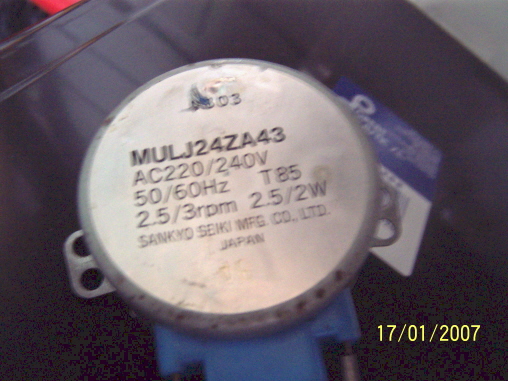 MULJ24ZA43
AC220/240V
50/60Hz T85
2.5/3rpm 2.5/2W
SANKYO SEIKI MFG. CO., LTD.
JAPAN
17/01/2007